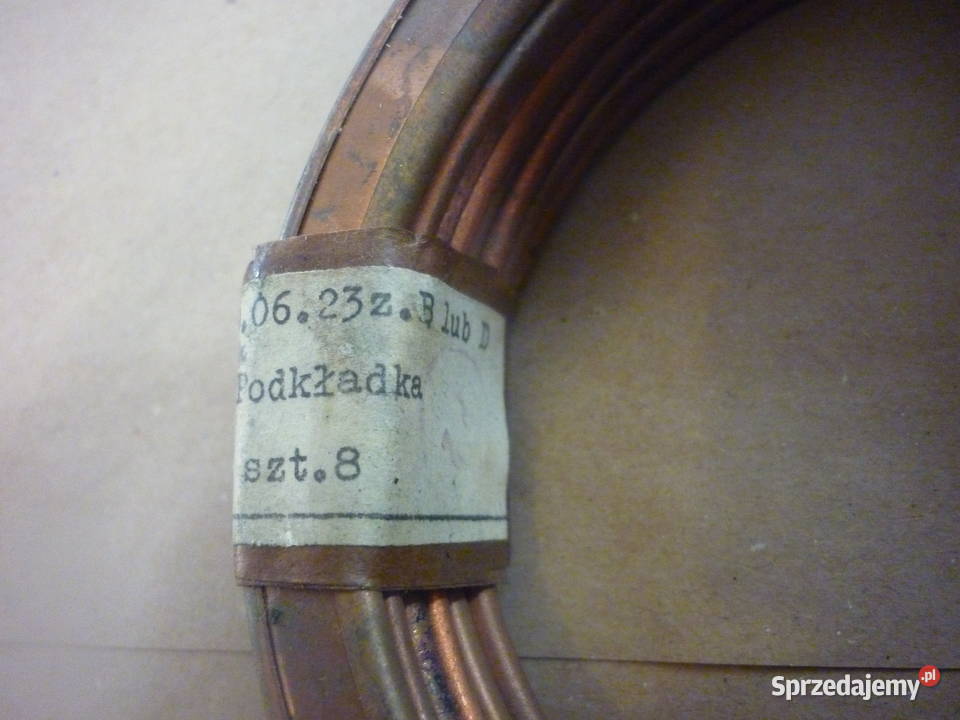 .06.23z.B lub D
Podkładka
szt.8
Sprzedajemy.pl